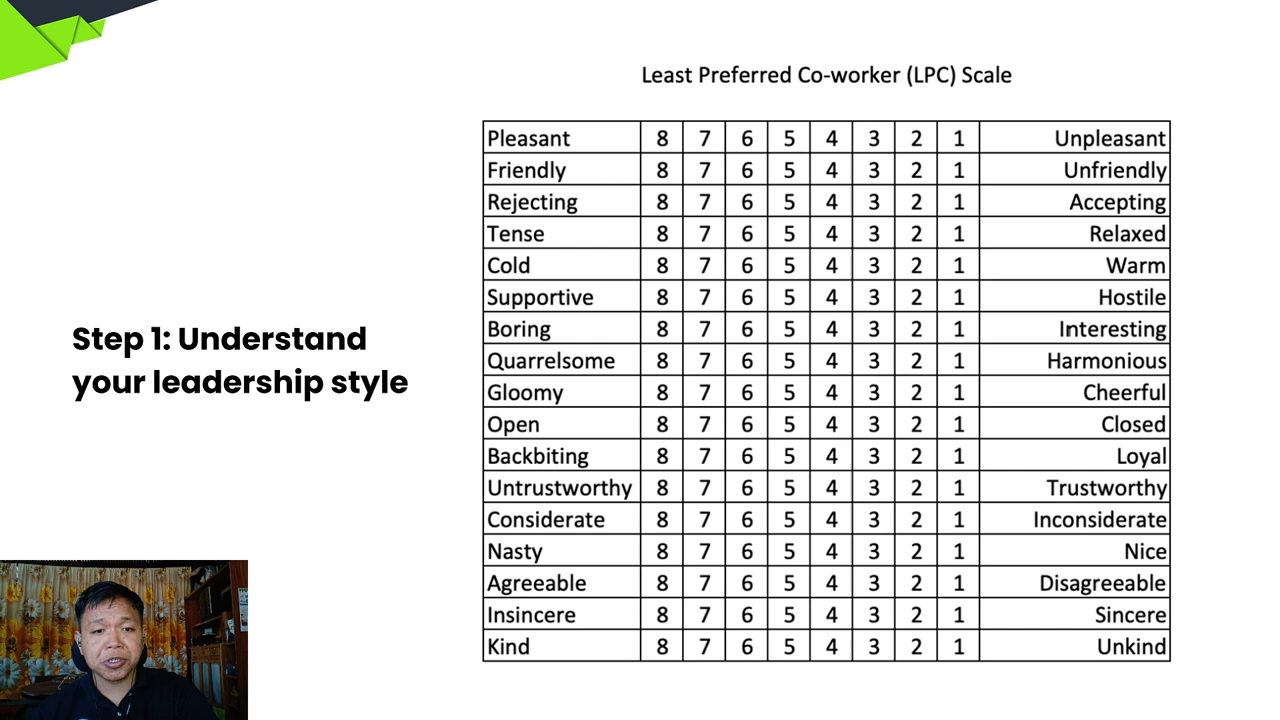 Least Preferred Co-worker (LPC) Scale
Pleasant 8 7 6 5 4 3 2 1 Unpleasant
Friendly 8 7 6 5 4 3 2 1 Unfriendly
Rejecting 8 7 6 5 4 3 2 1 Accepting
Tense 8 7 6 5 4 3 2 1 Relaxed
Cold 8 7 6 5 4 3 2 1 Warm
Supportive 8 7 6 5 4 3 2 1 Hostile
Boring 8 7 6 5 4 3 2 1 Interesting
Quarrelsome 8 7 6 5 4 3 2 1 Harmonious
Gloomy 8 7 6 5 4 3 2 1 Cheerful
Open 8 7 6 5 4 3 2 1 Closed
Backbiting 8 7 6 5 4 3 2 1 Loyal
Untrustworthy 8 7 6 5 4 3 2 1 Trustworthy
Considerate 8 7 6 5 4 3 2 1 Inconsiderate
Nasty 8 7 6 5 4 3 2 1 Nice
Agreeable 8 7 6 5 4 3 2 1 Disagreeable
Insincere 8 7 6 5 4 3 2 1 Sincere
Kind 8 7 6 5 4 3 2 1 Unkind
Step 1: Understand
your leadership style